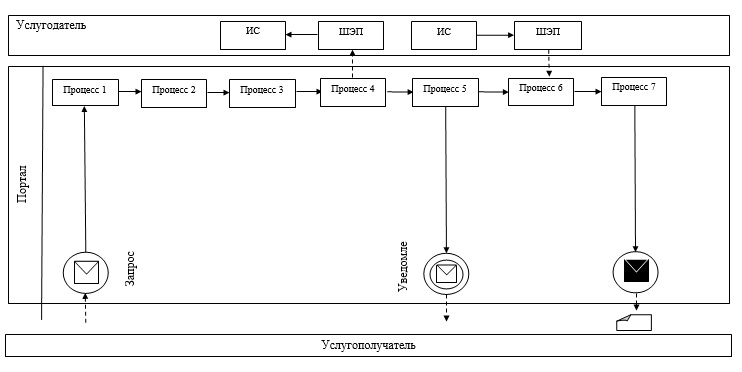 Услугодатель
ИС
ШЭП
ИС
ШЭП
Процесс 1
Процесс 2
Процесс 3
Процесс 4
Процесс 5
Процесс 6
Процесс 7
Портал
Запрос
Уведомле
Услугополучатель